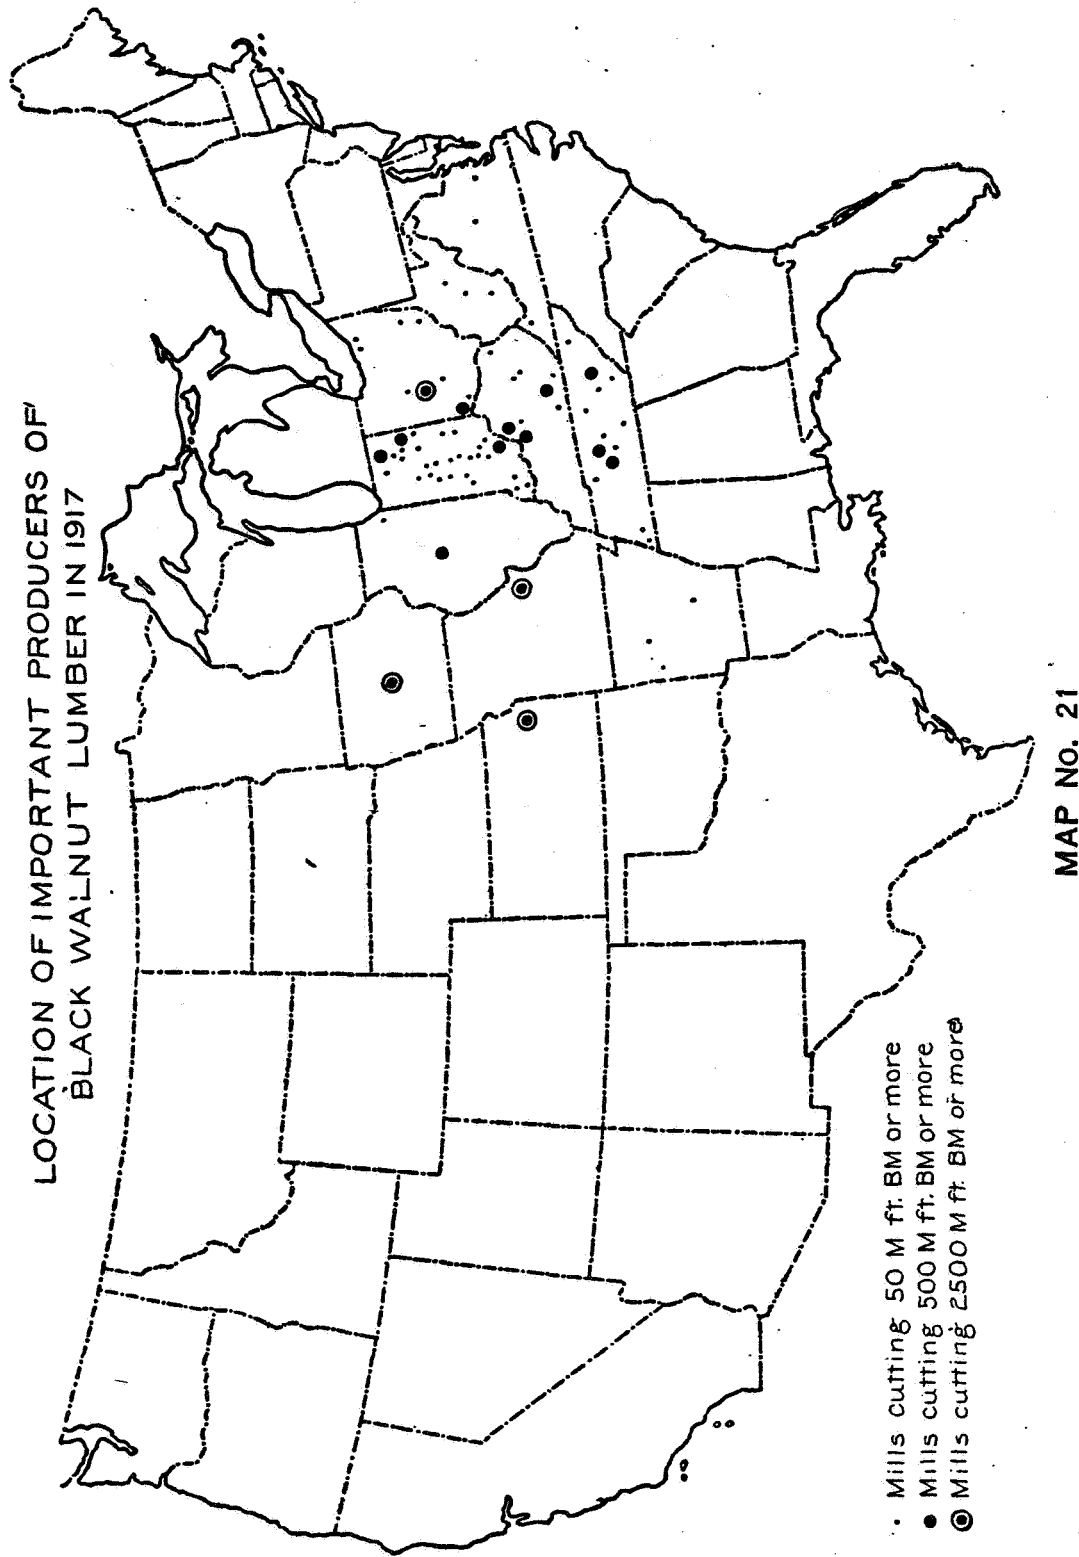 LOCATION OF IMPORTANT PRODUCERS OF
BLACK WALNUT LUMBER IN 1917
Mills cutting 50 M ft. BM or more
Mills cutting 500 M ft. BM or more
Mills cutting 2500 M ft. BM or more
MAP No. 21